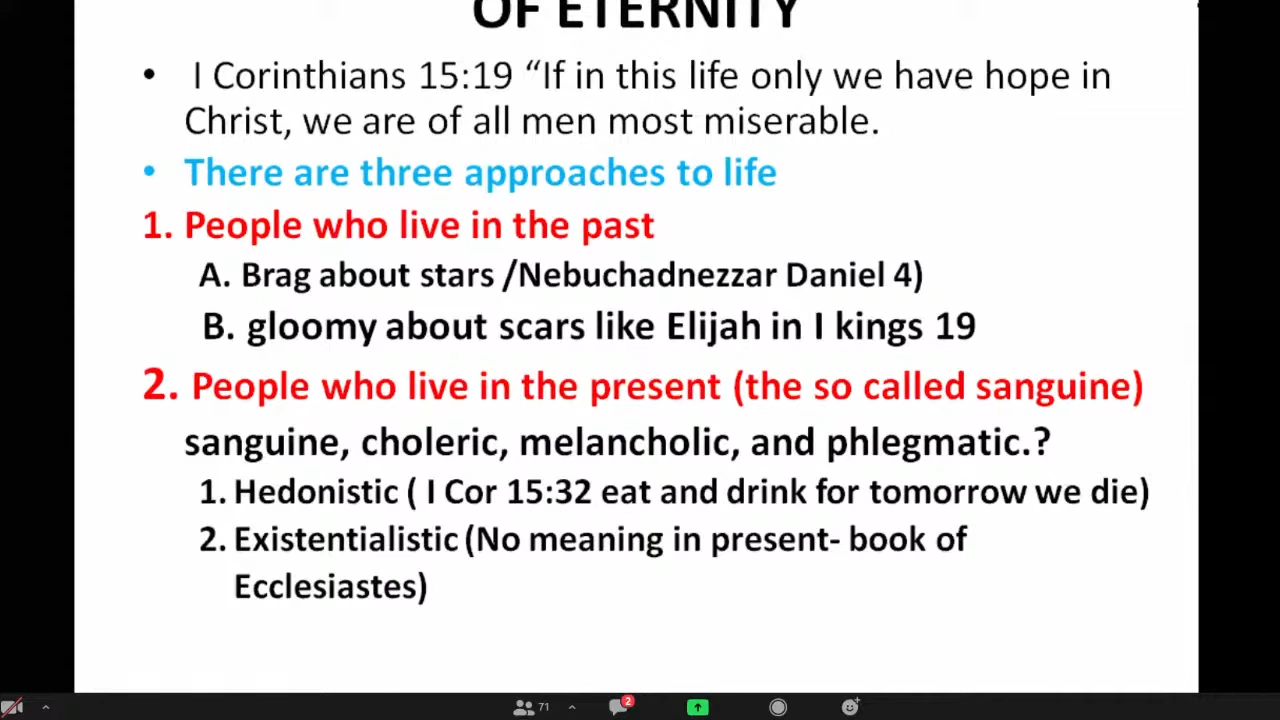 OF ETERNITY
• I Corinthians 15:19 “If in this life only we have hope in
Christ, we are of all men most miserable.
• There are three approaches to life
1. People who live in the past
A. Brag about stars /Nebuchadnezzar Daniel 4)
B. gloomy about scars like Elijah in I kings 19
2. People who live in the present (the so called sanguine)
sanguine, choleric, melancholic, and phlegmatic.?
1. Hedonistic ( I Cor 15:32 eat and drink for tomorrow we die)
2. Existentialistic (No meaning in present- book of
Ecclesiastes)
71
2